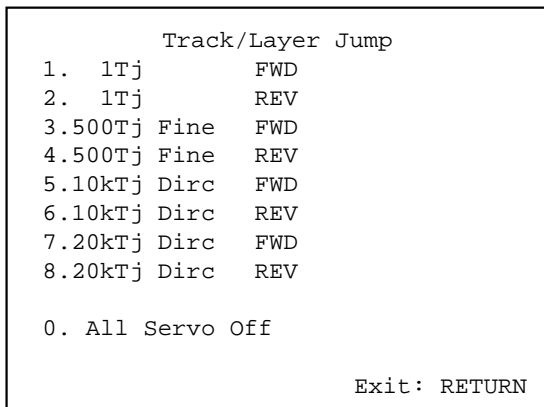 Track/Layer Jump
1. 1Tj FWD
2. 1Tj REV
3.500Tj Fine FWD
4.500Tj Fine REV
5.10kTj Dirc FWD
6.10kTj Dirc REV
7.20kTj Dirc FWD
8.20kTj Dirc REV
0. All Servo Off
Exit: RETURN